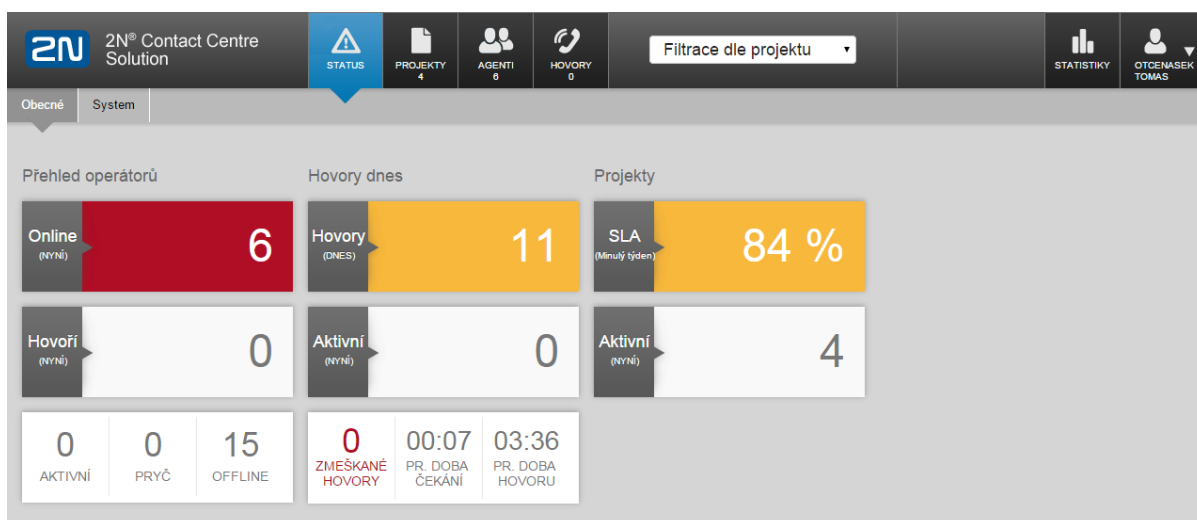 2N
2N® Contact Centre
Solution
STATUS
PROJEKTY
4
AGENTI
6
HOVORY
0
Filtrace dle projektu
STATISTIKY
OTCENASEK
TOMAS
Obecné
System
Přehled operátorů
Hovory dnes
Projekty
Online
(NYNÍ)
6
Hovory
(DNES)
11
SLA
(Minulý týden)
84 %
Hovoří
(NYNÍ)
0
Aktivní
(NYNÍ)
0
Aktivní
(NYNÍ)
4
0
AKTIVNÍ
0
PRYČ
15
OFFLINE
0
ZMEŠKANÉ
HOVORY
00:07
PR. DOBA
ČEKÁNÍ
03:36
PR. DOBA
HOVORU